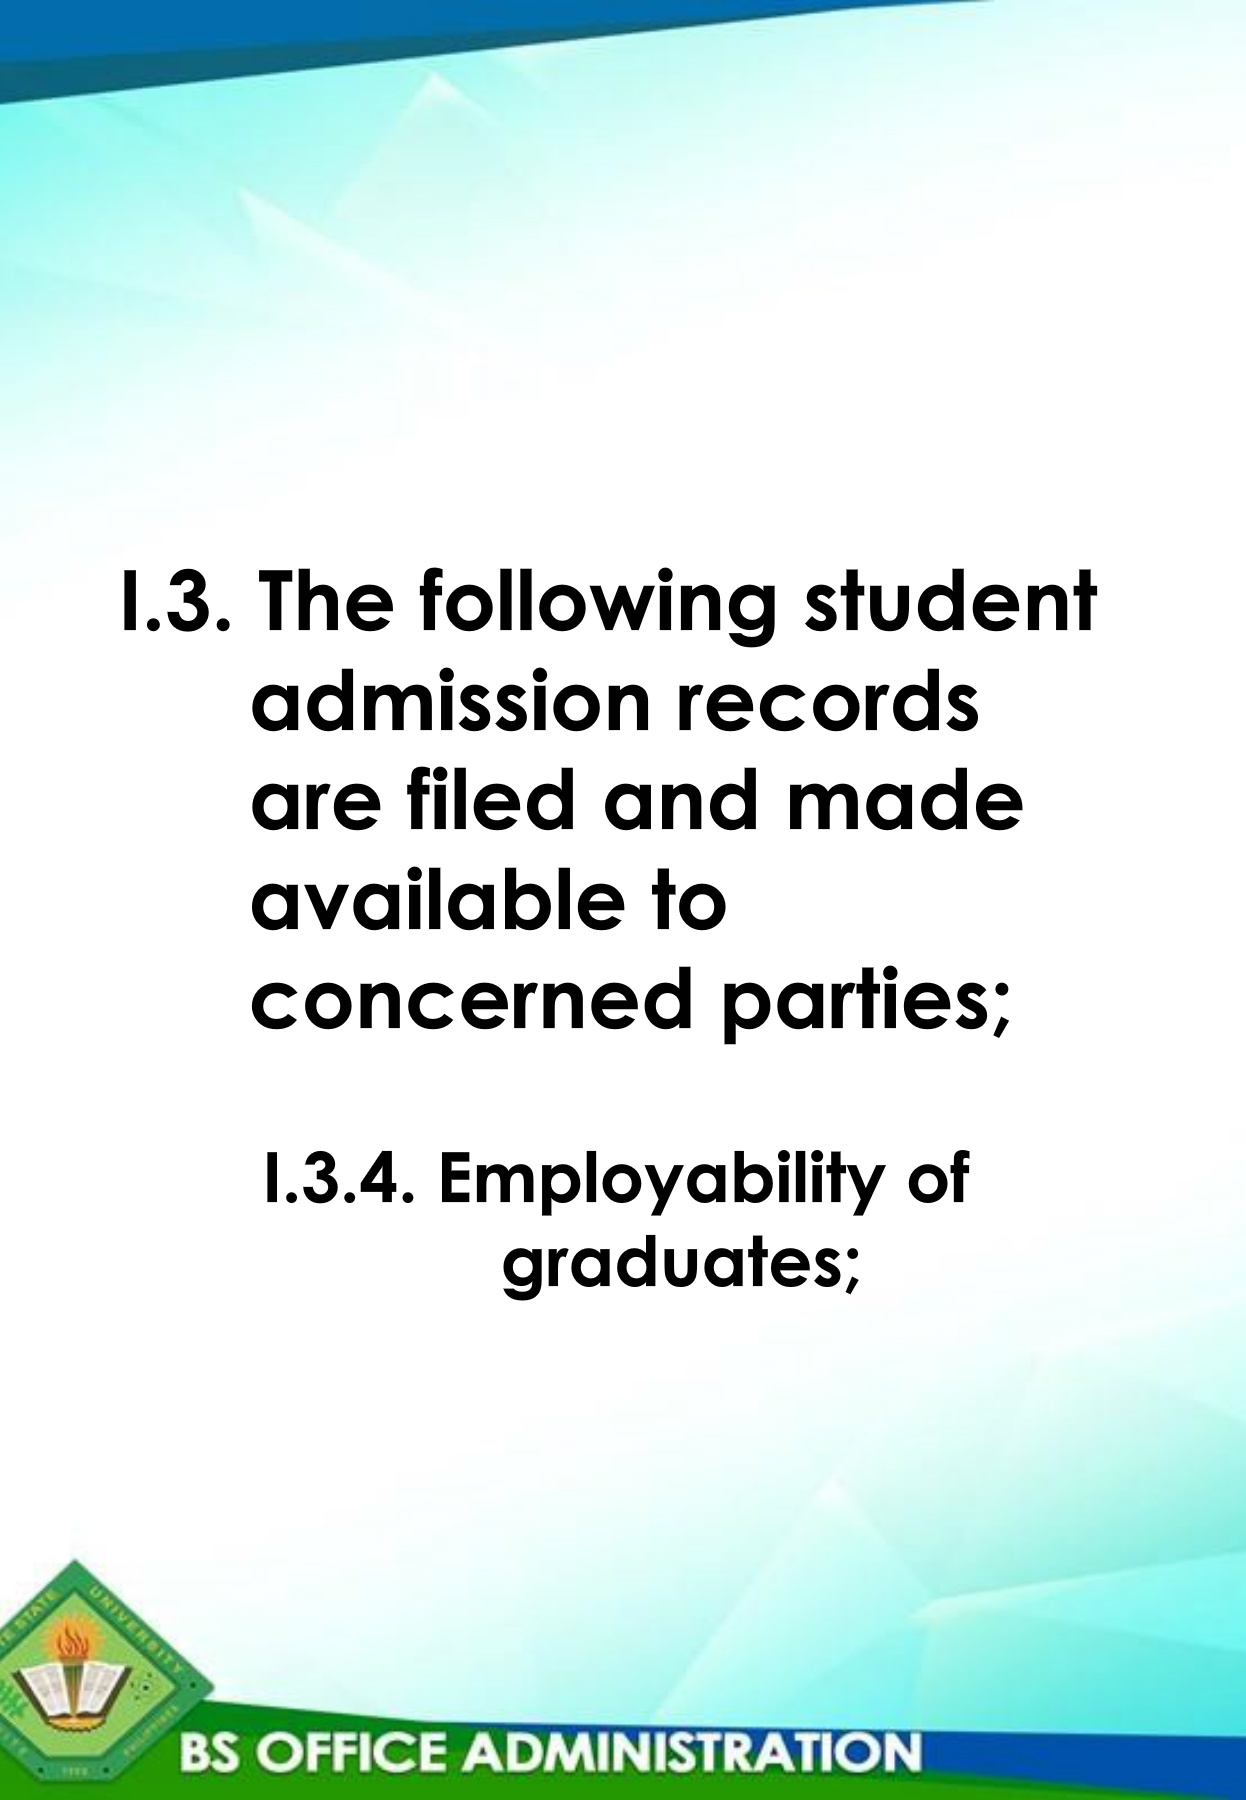 I.3. The following student
admission records
are filed and made
available to
concerned parties;
I.3.4. Employability of
graduates;
UNIVERSITY
BS OFFICE ADMINISTRATION